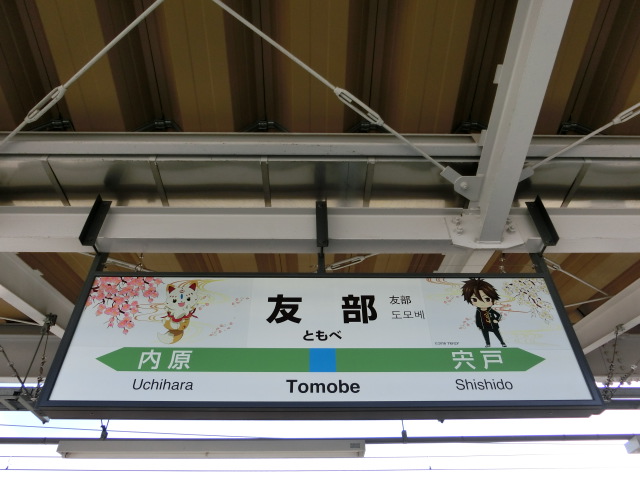 友部
友部
도모베
ともべ
内原
宍戸
Uchihara
Tomobe
Shishido